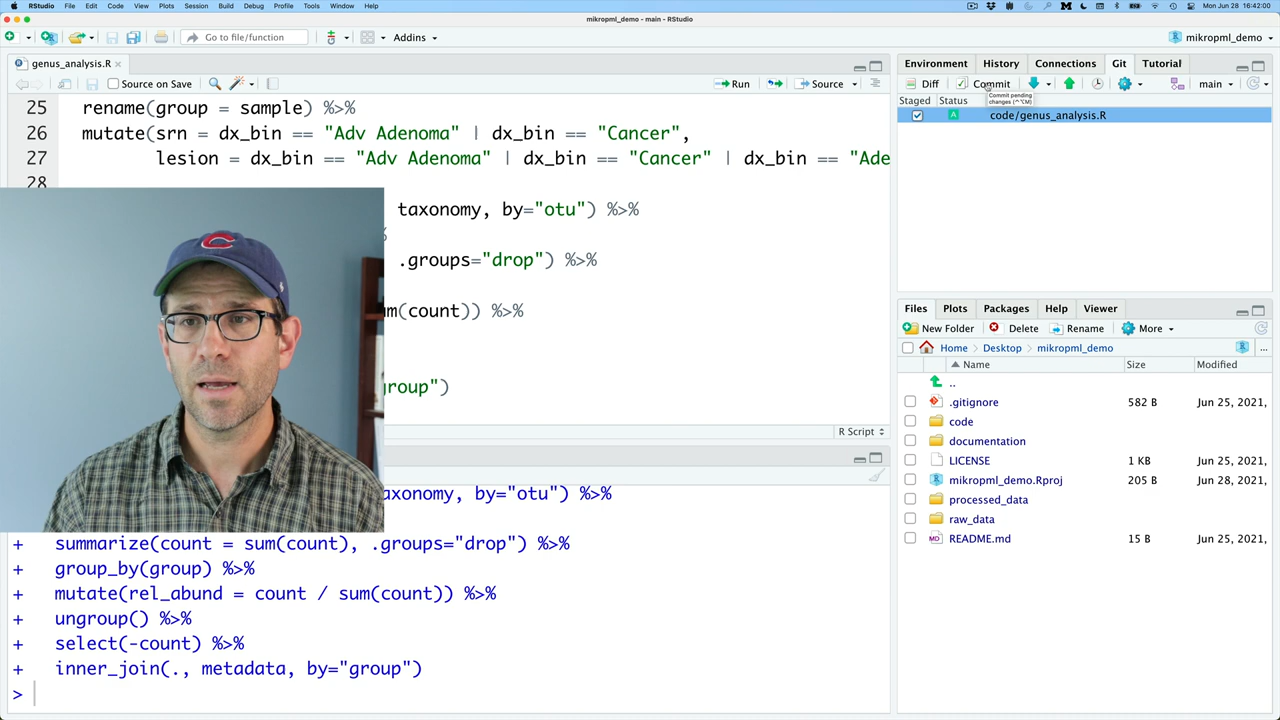 RStudio File Edit Code View Plots Session Build Debug Profile Tools Window Help Mon Jun 28 16:42:00
mikropml_demo - main - RStudio
Go to file/function Addins mikropml_demo
genus_analysis.R
Source on Save Run Source
25 rename(group = sample) %>%
26 mutate(srn = dx_bin == "Adv Adenoma" | dx_bin == "Cancer",
27 lesion = dx_bin == "Adv Adenoma" | dx_bin == "Cancer" | dx_bin == "Ade
28
taxonomy, by="otu") %>%
.groups="drop") %>%
m(count)) %>%
roup")
R Script
axonomy, by="otu") %>%
+ summarize(count = sum(count), .groups="drop") %>%
+ group_by(group) %>%
+ mutate(rel_abund = count / sum(count)) %>%
+ ungroup() %>%
+ select(-count) %>%
+ inner_join(., metadata, by="group")
>
Environment History Connections Git Tutorial
Diff Commit main
Commit pending
changes (^⌥M)
Staged Status
A code/genus_analysis.R
Files Plots Packages Help Viewer
New Folder Delete Rename More
Home Desktop mikropml_demo ...
Name Size Modified
..
.gitignore 582 B Jun 25, 2021,
code
documentation
LICENSE 1 KB Jun 25, 2021,
mikropml_demo.Rproj 205 B Jun 28, 2021,
processed_data
raw_data
README.md 15 B Jun 25, 2021,